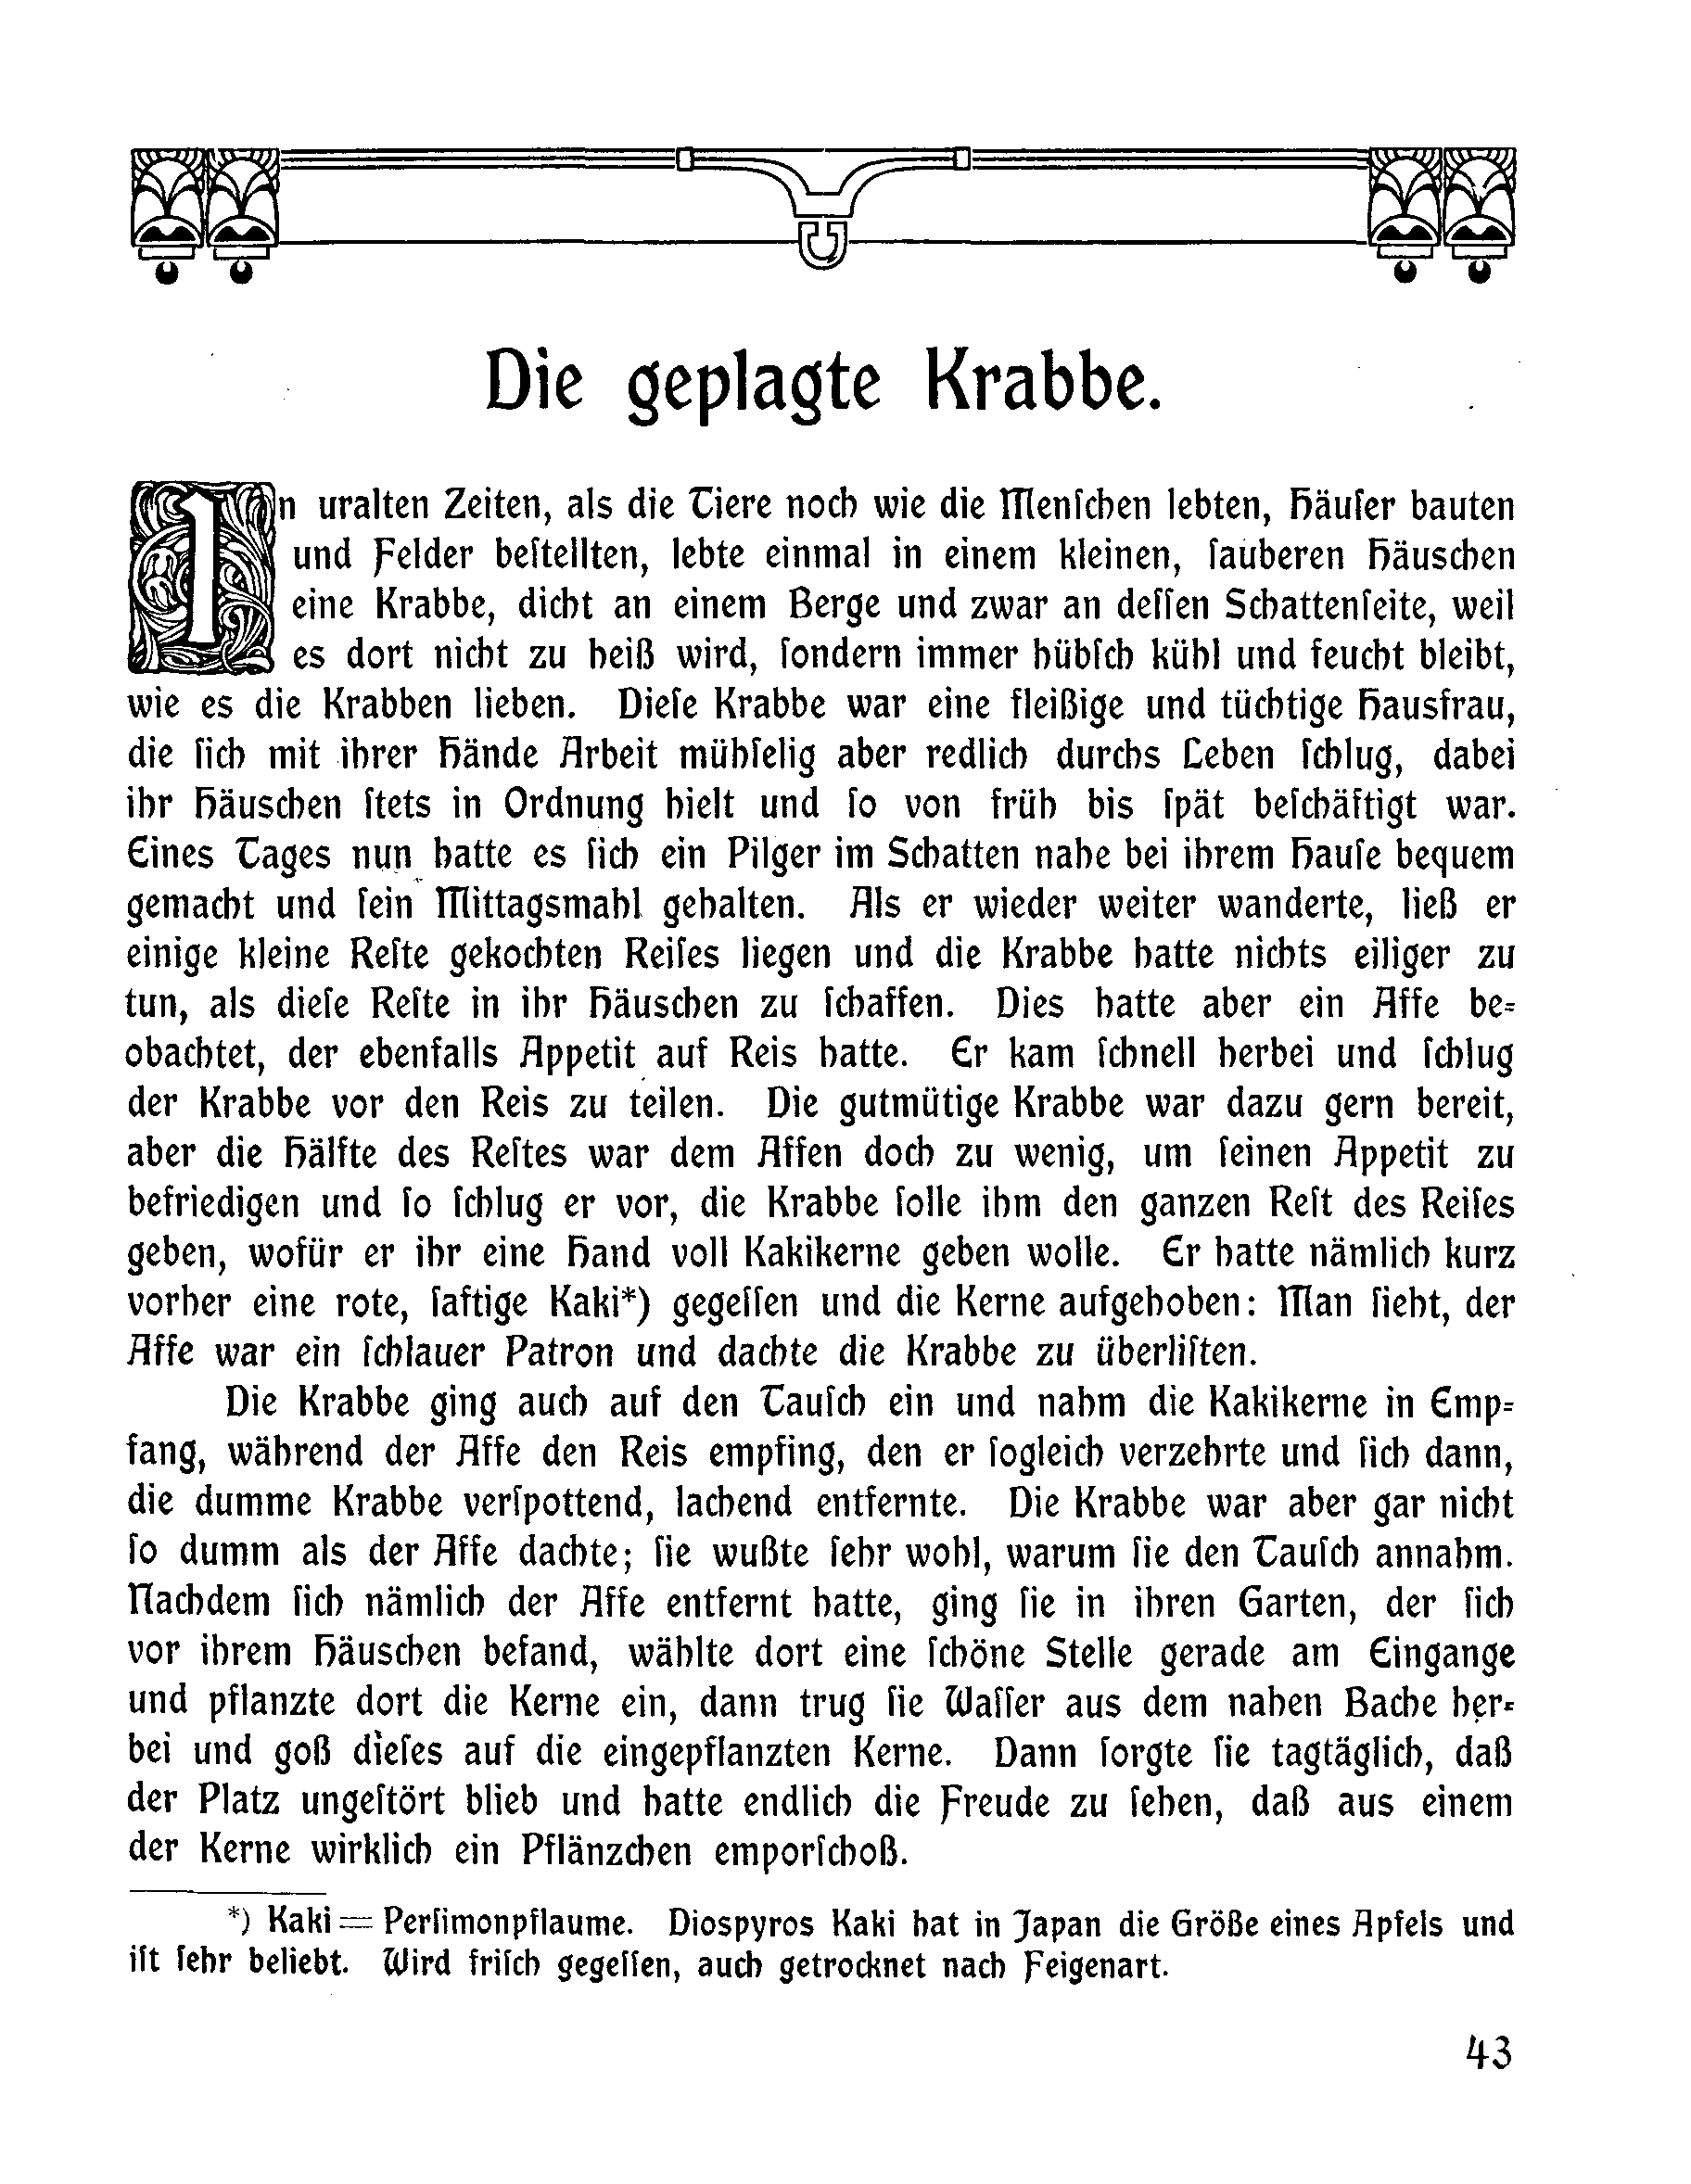 Die geplagte Krabbe.
In uralten Zeiten, als die Tiere noch wie die Menſchen lebten, Häuſer bauten
und Felder beſtellten, lebte einmal in einem kleinen, ſauberen Häuschen
eine Krabbe, dicht an einem Berge und zwar an deſſen Schattenſeite, weil
es dort nicht zu heiß wird, ſondern immer hübſch kühl und feucht bleibt,
wie es die Krabben lieben. Dieſe Krabbe war eine fleißige und tüchtige Hausfrau,
die ſich mit ihrer Hände Arbeit mühſelig aber redlich durchs Leben ſchlug, dabei
ihr Häuschen ſtets in Ordnung hielt und ſo von früh bis ſpät beſchäftigt war.
Eines Tages nun hatte es ſich ein Pilger im Schatten nahe bei ihrem Hauſe bequem
gemacht und ſein Mittagsmahl gehalten. Als er wieder weiter wanderte, ließ er
einige kleine Reſte gekochten Reiſes liegen und die Krabbe hatte nichts eiliger zu
tun, als dieſe Reſte in ihr Häuschen zu ſchaffen. Dies hatte aber ein Affe be-
obachtet, der ebenfalls Appetit auf Reis hatte. Er kam ſchnell herbei und ſchlug
der Krabbe vor den Reis zu teilen. Die gutmütige Krabbe war dazu gern bereit,
aber die Hälfte des Reſtes war dem Affen doch zu wenig, um ſeinen Appetit zu
befriedigen und ſo ſchlug er vor, die Krabbe ſolle ihm den ganzen Reſt des Reiſes
geben, wofür er ihr eine Hand voll Kakikerne geben wolle. Er hatte nämlich kurz
vorher eine rote, ſaftige Kaki*) gegeſſen und die Kerne aufgehoben: Man ſieht, der
Affe war ein ſchlauer Patron und dachte die Krabbe zu überliſten.
Die Krabbe ging auch auf den Tauſch ein und nahm die Kakikerne in Emp-
fang, während der Affe den Reis empfing, den er ſogleich verzehrte und ſich dann,
die dumme Krabbe verſpottend, lachend entfernte. Die Krabbe war aber gar nicht
ſo dumm als der Affe dachte; ſie wußte ſehr wohl, warum ſie den Tauſch annahm.
Nachdem ſich nämlich der Affe entfernt hatte, ging ſie in ihren Garten, der ſich
vor ihrem Häuschen befand, wählte dort eine ſchöne Stelle gerade am Eingange
und pflanzte dort die Kerne ein, dann trug ſie Waſſer aus dem nahen Bache her-
bei und goß dieſes auf die eingepflanzten Kerne. Dann ſorgte ſie tagtäglich, daß
der Platz ungeſtört blieb und hatte endlich die Freude zu ſehen, daß aus einem
der Kerne wirklich ein Pflänzchen emporſchoß.
*) Kaki = Perſimonpflaume. Diospyros Kaki hat in Japan die Größe eines Apfels und
iſt ſehr beliebt. Wird friſch gegeſſen, auch getrocknet nach Feigenart.
43